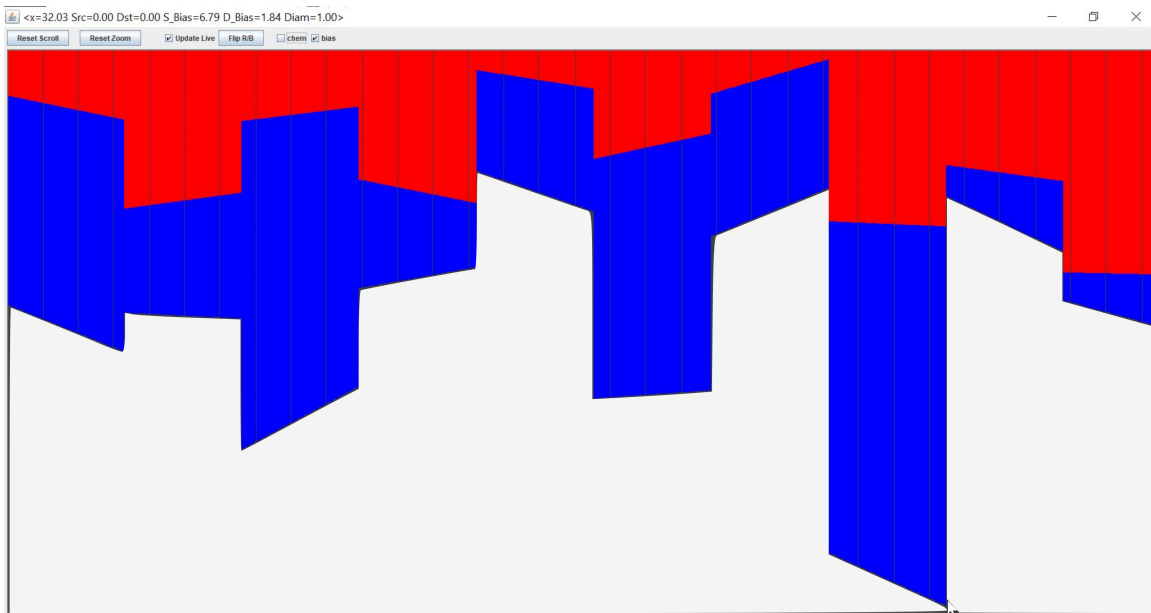 <x=32.03 Src=0.00 Dst=0.00 S_Bias=6.79 D_Bias=1.84 Diam=1.00>
Reset Scroll Reset Zoom Update Live Flip R/B chem bias